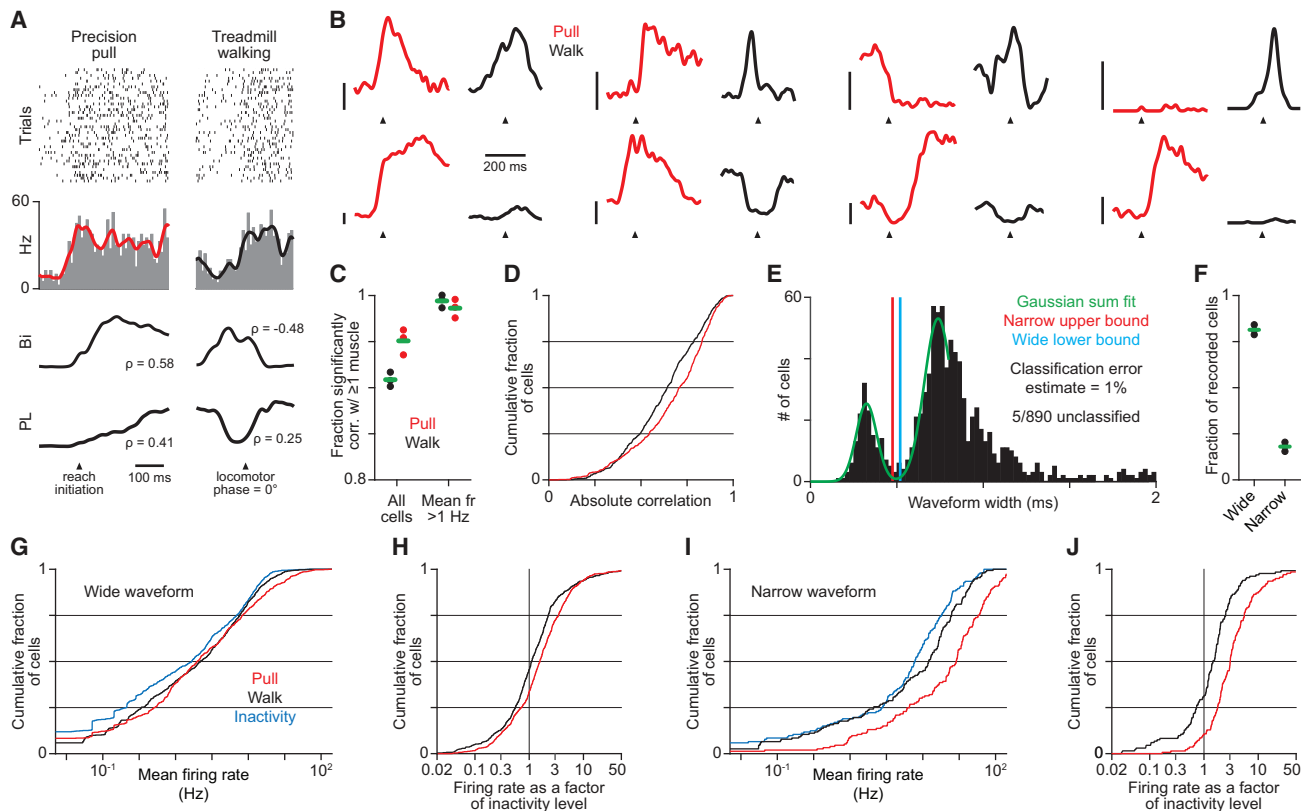 A
Precision
pull
Treadmill
walking
Trials
60
Hz
0
Bi
ρ = 0.58
ρ = -0.48
PL
ρ = 0.41
ρ = 0.25
reach
initiation
100 ms
locomotor
phase = 0°
B
Pull
Walk
200 ms
C
Fraction significantly
corr. w/ ≥1 muscle
1
0.8
Pull
Walk
All
cells
Mean fr
>1 Hz
D
Cumulative fraction
of cells
1
0
0
1
Absolute correlation
E
# of cells
60
0
0
2
Waveform width (ms)
Gaussian sum fit
Narrow upper bound
Wide lower bound
Classification error
estimate = 1%
5/890 unclassified
F
Fraction of recorded cells
1
0
Wide
Narrow
G
Cumulative fraction
of cells
1
0
Wide waveform
Pull
Walk
Inactivity
10-1
102
Mean firing rate
(Hz)
H
Cumulative fraction
of cells
1
0
0.02
0.1
0.3
1
3
10
50
Firing rate as a factor
of inactivity level
I
Cumulative fraction
of cells
1
0
Narrow waveform
10-1
102
Mean firing rate
(Hz)
J
Cumulative fraction
of cells
1
0
0.02
0.1
0.3
1
3
10
50
Firing rate as a factor
of inactivity level